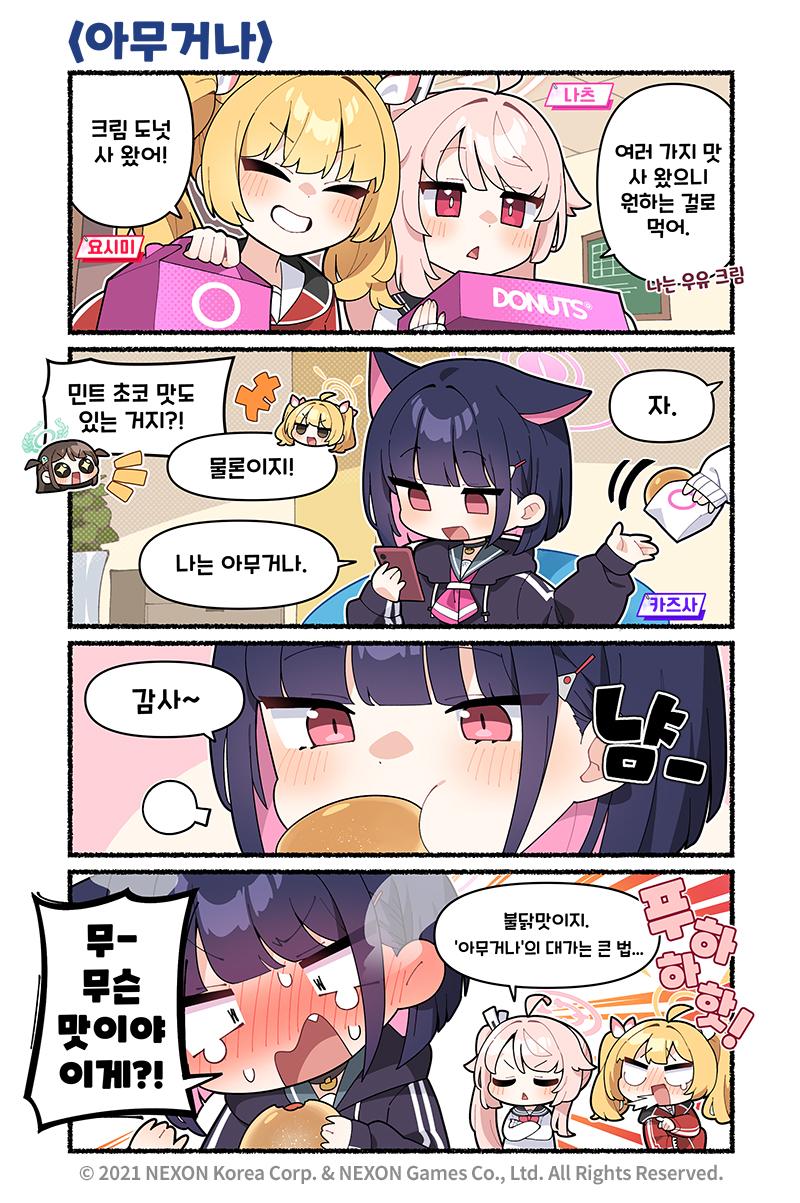 <아무거나>
크림 도넛
사 왔어!
요시미
나츠
여러 가지 맛
사 왔으니
원하는 걸로
먹어.
나는 우유 크림
DONUTS®
민트 초코 맛도
있는 거지?!
물론이지!
자.
나는 아무거나.
카즈사
감사~
냠-
무-
무슨
맛이야
이게?!
불닭맛이지.
'아무거나'의 대가는 큰 법...
푸하
하핫!
© 2021 NEXON Korea Corp. & NEXON Games Co., Ltd. All Rights Reserved.